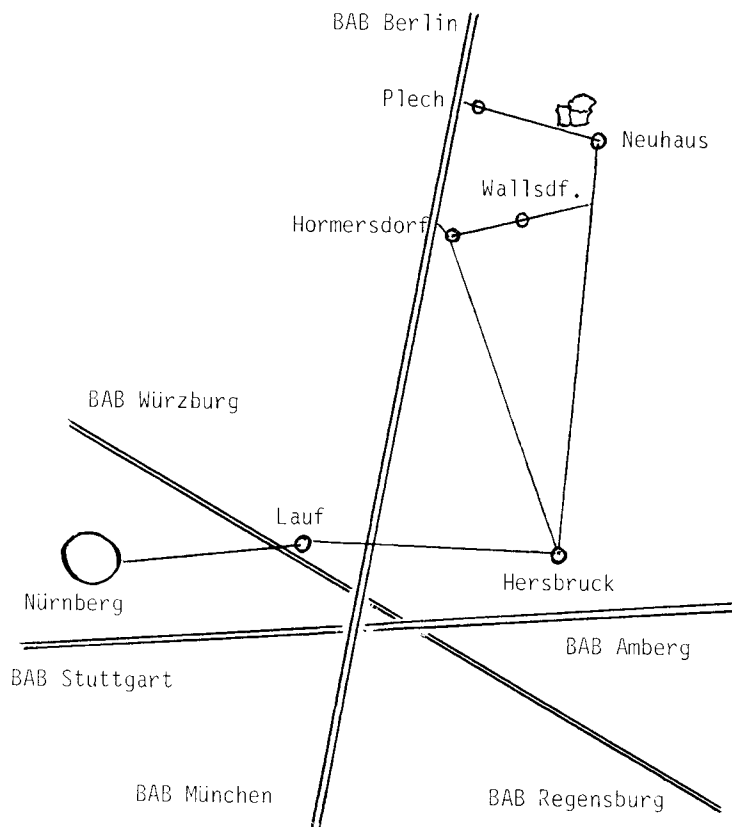 BAB Berlin
Plech
Neuhaus
Wallsdf.
Hormersdorf
BAB Würzburg
Lauf
Hersbruck
Nürnberg
BAB Amberg
BAB Stuttgart
BAB München
BAB Regensburg